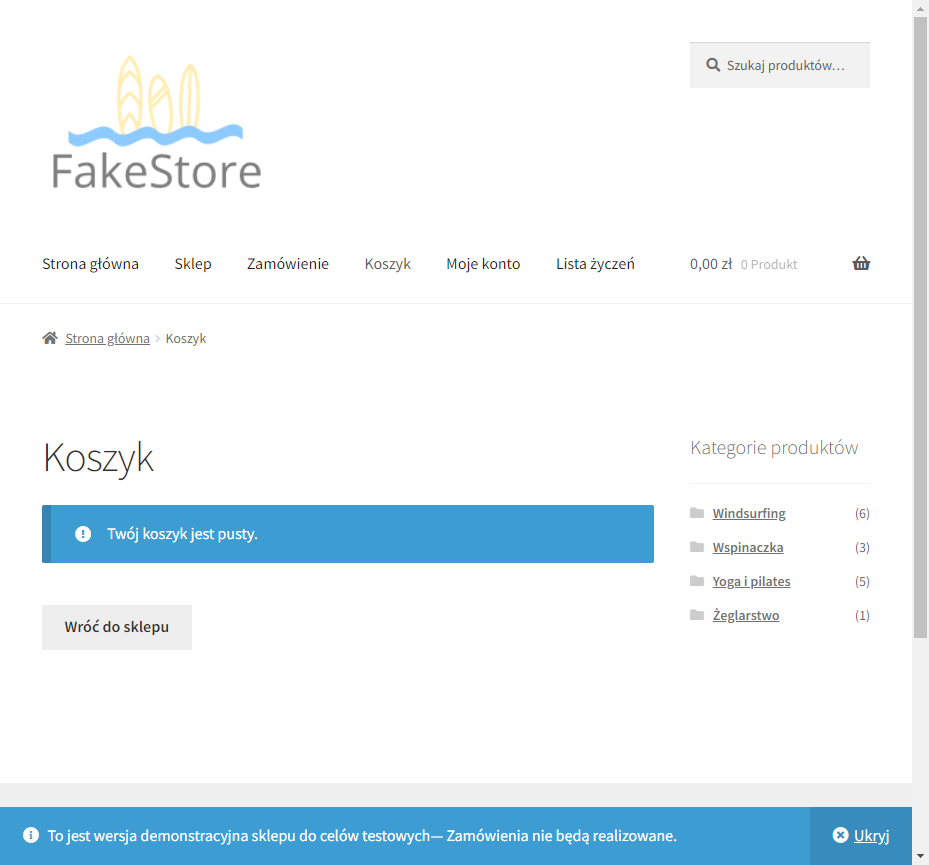 Szukaj produktów…
FakeStore
Strona główna Sklep Zamówienie Koszyk Moje konto Lista życzeń 0,00 zł 0 Produkt
Strona główna Koszyk
Koszyk
Twój koszyk jest pusty.
Wróć do sklepu
Kategorie produktów
Windsurfing (6)
Wspinaczka (3)
Yoga i pilates (5)
Żeglarstwo (1)
To jest wersja demonstracyjna sklepu do celów testowych— Zamówienia nie będą realizowane. Ukryj